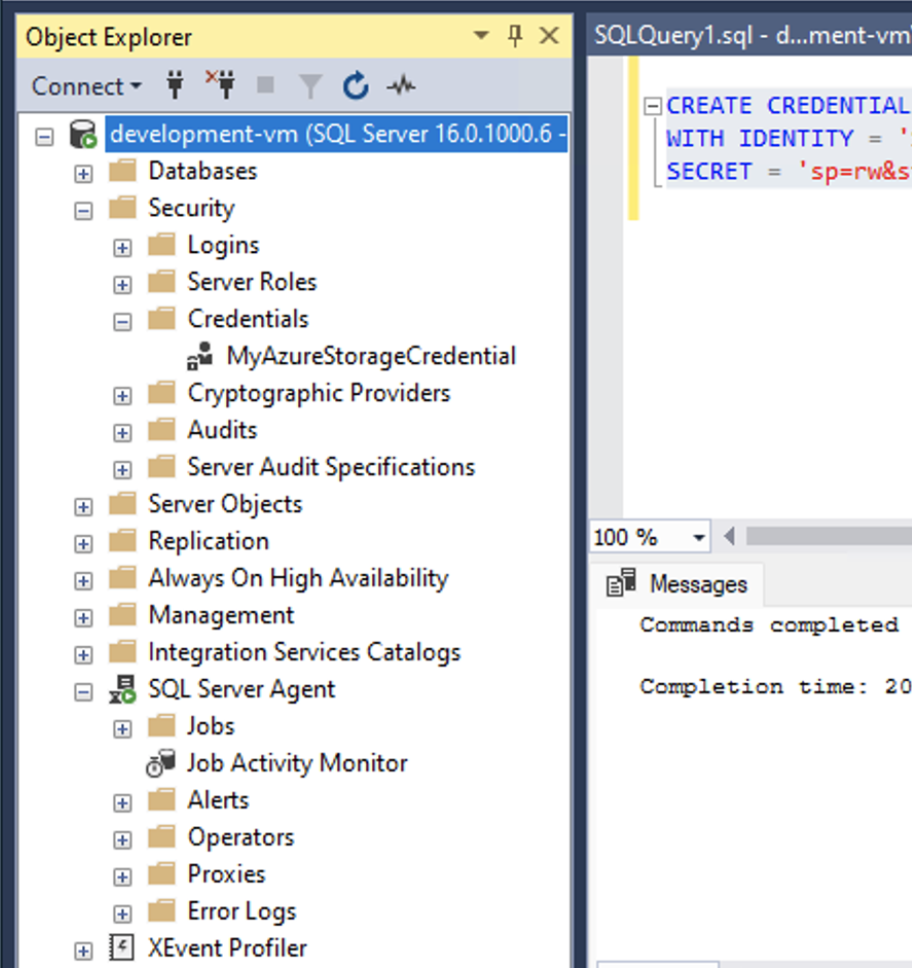 Object Explorer
Connect
development-vm (SQL Server 16.0.1000.6 -
Databases
Security
Logins
Server Roles
Credentials
MyAzureStorageCredential
Cryptographic Providers
Audits
Server Audit Specifications
Server Objects
Replication
Always On High Availability
Management
Integration Services Catalogs
SQL Server Agent
Jobs
Job Activity Monitor
Alerts
Operators
Proxies
Error Logs
XEvent Profiler
SQLQuery1.sql - d...ment-vm
CREATE CREDENTIAL
WITH IDENTITY = '
SECRET = 'sp=rw&s
100 %
Messages
Commands completed
Completion time: 20